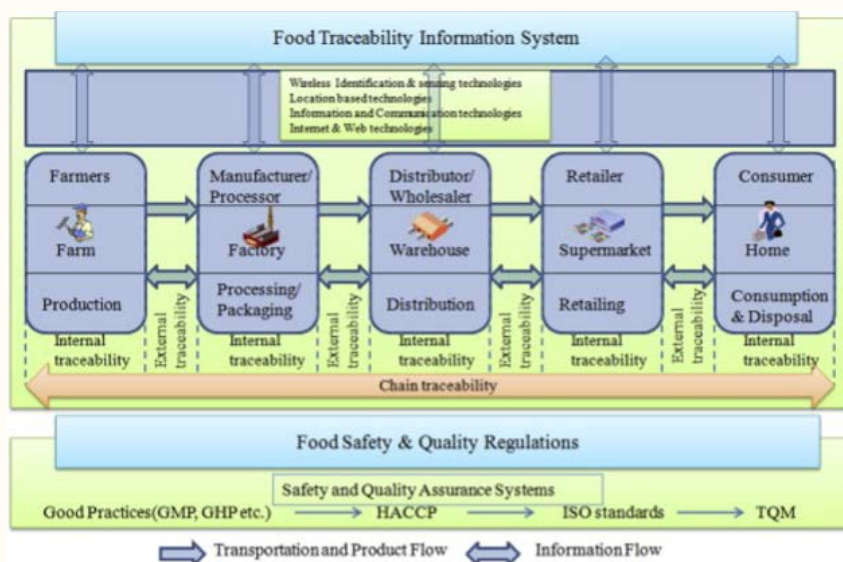 Food Traceability Information System
Wireless Identification & sensing technologies
Location based technologies
Information and Communication technologies
Internet & Web technologies
Farmers
Manufacturer/
Processor
Distributor/
Wholesaler
Retailer
Consumer
Farm
Factory
Warehouse
Supermarket
Home
Production
Processing/
Packaging
Distribution
Retailing
Consumption
& Disposal
Internal
traceability
External
traceability
Internal
traceability
External
traceability
Internal
traceability
External
traceability
Internal
traceability
External
traceability
Internal
traceability
Chain traceability
Food Safety & Quality Regulations
Safety and Quality Assurance Systems
Good Practices(GMP, GHP etc.) HACCP ISO standards TQM
Transportation and Product Flow Information Flow